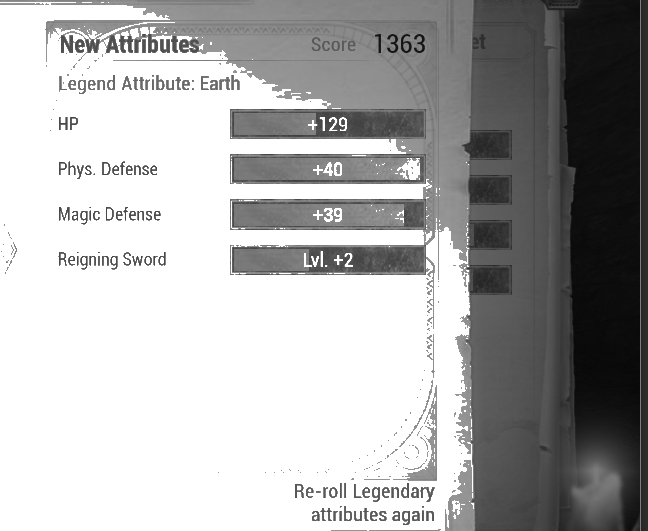 New Attributes Score 1363
et
Legend Attribute: Earth
HP +129
Phys. Defense +40
Magic Defense +39
Reigning Sword Lvl. +2
Re-roll Legendary
attributes again